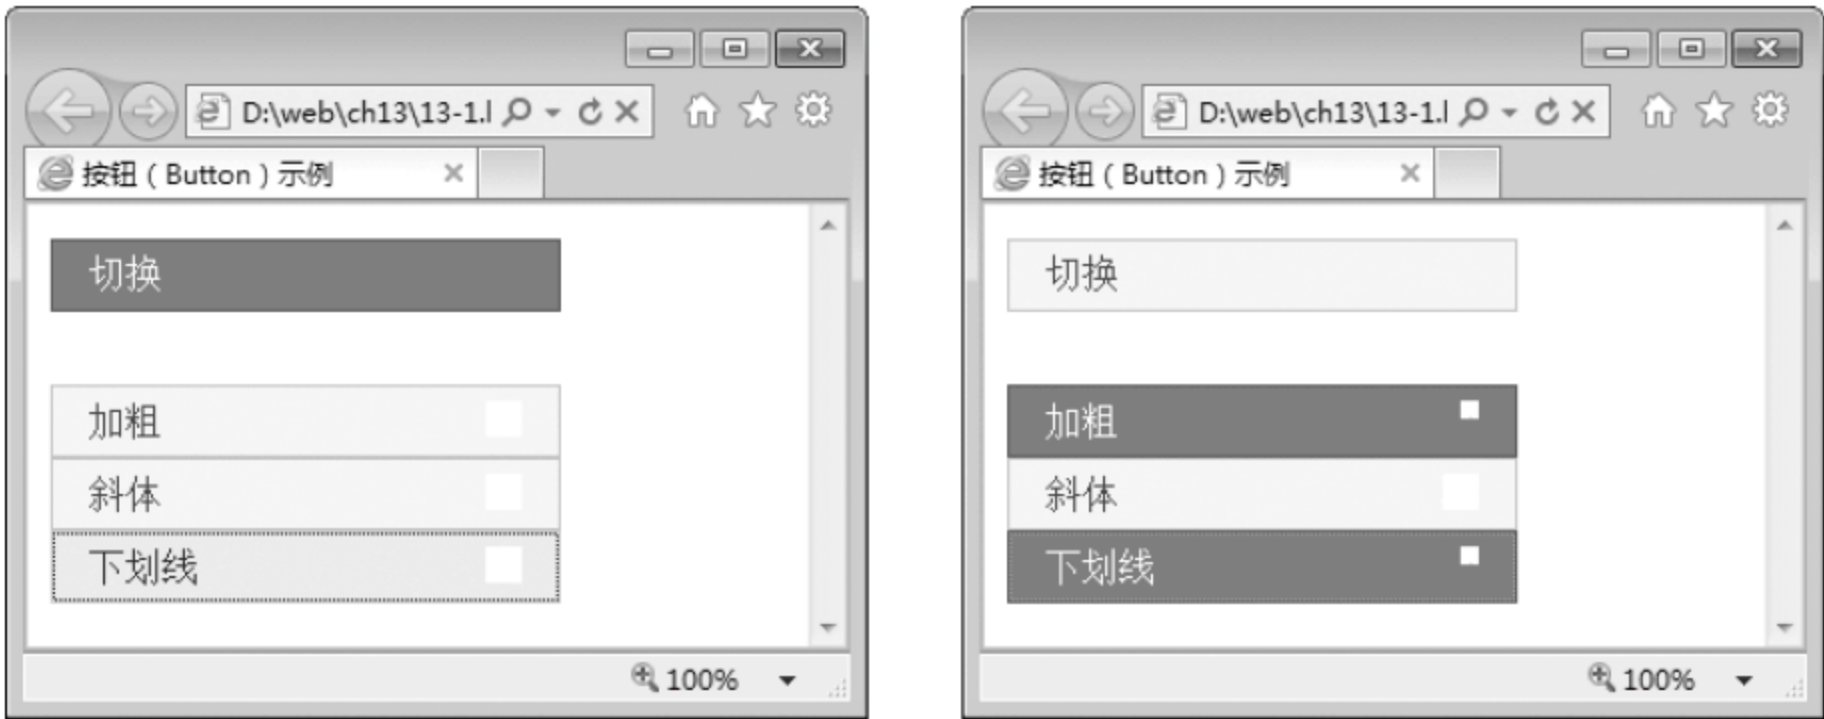 D:\web\ch13\13-1.l
按钮（Button）示例
切换
加粗
斜体
下划线
100%
D:\web\ch13\13-1.l
按钮（Button）示例
切换
加粗
斜体
下划线
100%